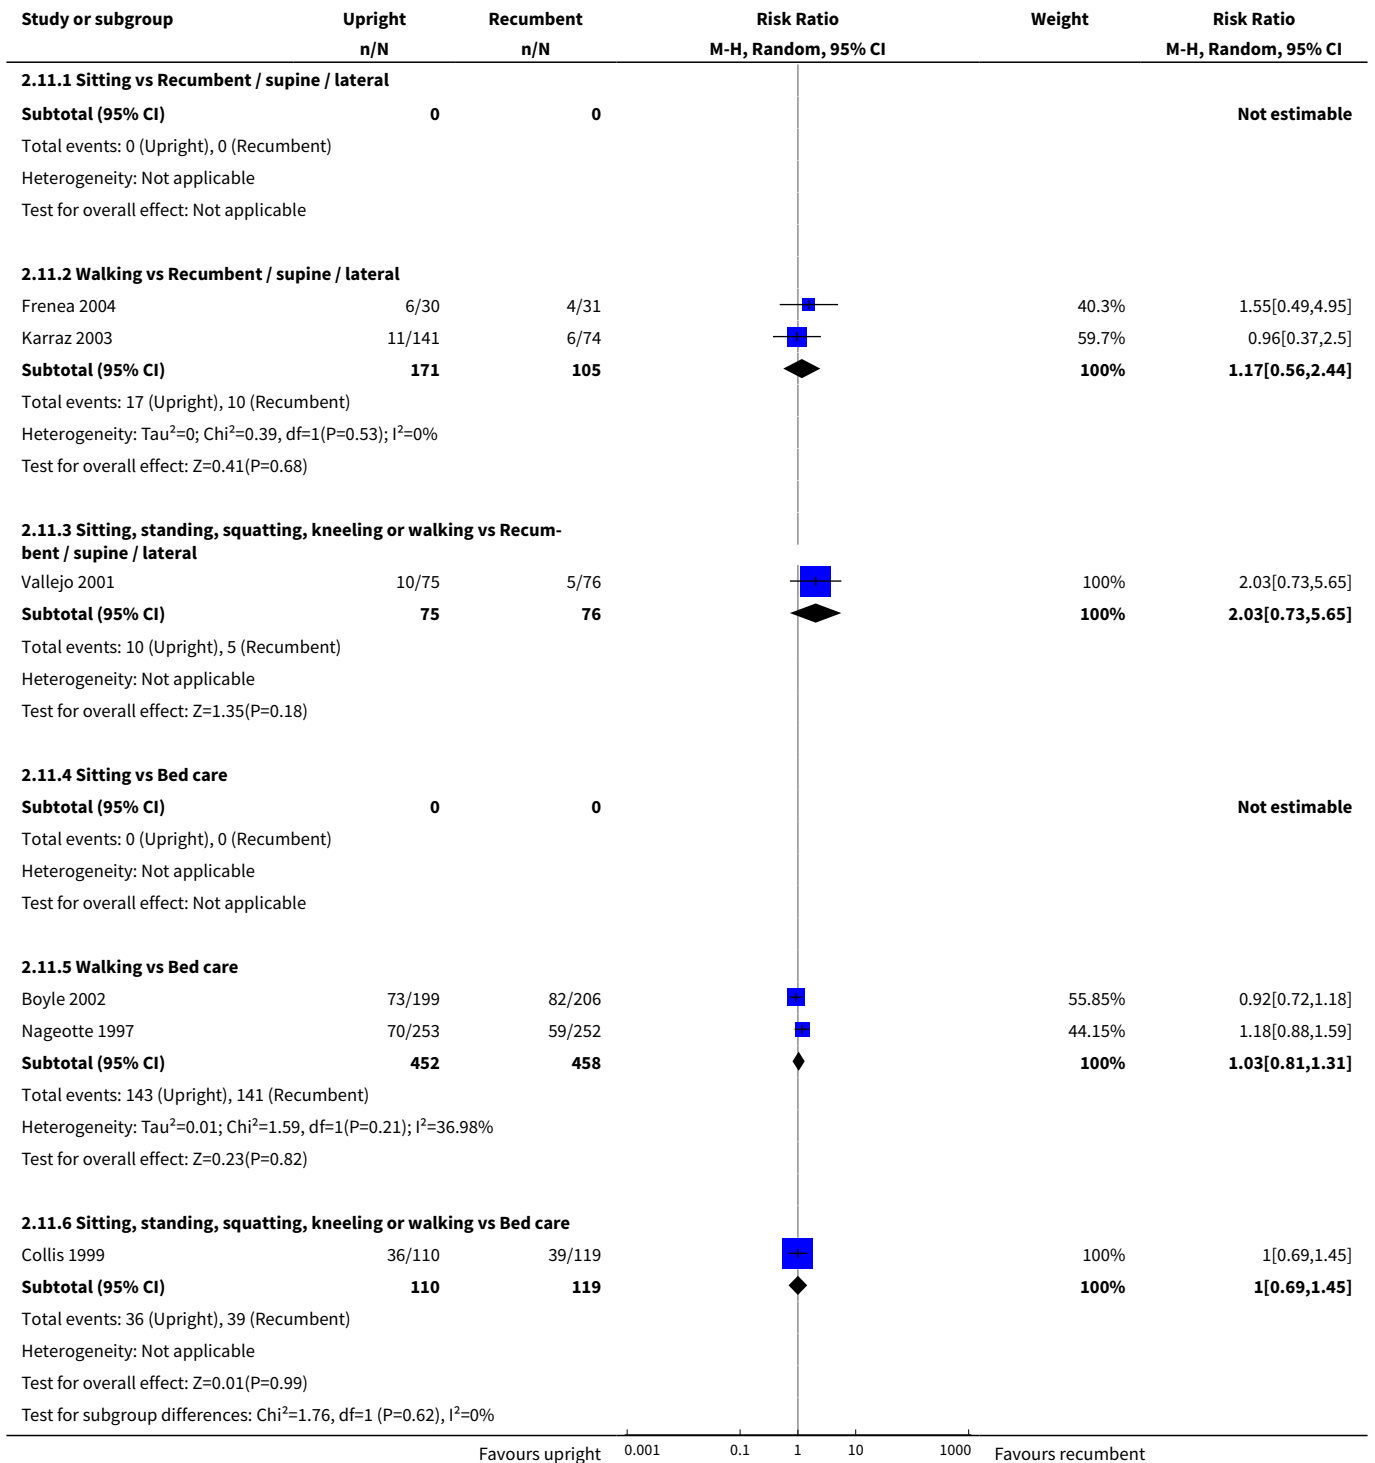 Study or subgroup Upright Recumbent Risk Ratio Weight Risk Ratio
n/N n/N M-H, Random, 95% CI M-H, Random, 95% CI
2.11.1 Sitting vs Recumbent / supine / lateral
Subtotal (95% CI) 0 0 Not estimable
Total events: 0 (Upright), 0 (Recumbent)
Heterogeneity: Not applicable
Test for overall effect: Not applicable
2.11.2 Walking vs Recumbent / supine / lateral
Frenea 2004 6/30 4/31 40.3% 1.55[0.49,4.95]
Karraz 2003 11/141 6/74 59.7% 0.96[0.37,2.5]
Subtotal (95% CI) 171 105 100% 1.17[0.56,2.44]
Total events: 17 (Upright), 10 (Recumbent)
Heterogeneity: Tau²=0; Chi²=0.39, df=1(P=0.53); I²=0%
Test for overall effect: Z=0.41(P=0.68)
2.11.3 Sitting, standing, squatting, kneeling or walking vs Recum-
bent / supine / lateral
Vallejo 2001 10/75 5/76 100% 2.03[0.73,5.65]
Subtotal (95% CI) 75 76 100% 2.03[0.73,5.65]
Total events: 10 (Upright), 5 (Recumbent)
Heterogeneity: Not applicable
Test for overall effect: Z=1.35(P=0.18)
2.11.4 Sitting vs Bed care
Subtotal (95% CI) 0 0 Not estimable
Total events: 0 (Upright), 0 (Recumbent)
Heterogeneity: Not applicable
Test for overall effect: Not applicable
2.11.5 Walking vs Bed care
Boyle 2002 73/199 82/206 55.85% 0.92[0.72,1.18]
Nageotte 1997 70/253 59/252 44.15% 1.18[0.88,1.59]
Subtotal (95% CI) 452 458 100% 1.03[0.81,1.31]
Total events: 143 (Upright), 141 (Recumbent)
Heterogeneity: Tau²=0.01; Chi²=1.59, df=1(P=0.21); I²=36.98%
Test for overall effect: Z=0.23(P=0.82)
2.11.6 Sitting, standing, squatting, kneeling or walking vs Bed care
Collis 1999 36/110 39/119 100% 1[0.69,1.45]
Subtotal (95% CI) 110 119 100% 1[0.69,1.45]
Total events: 36 (Upright), 39 (Recumbent)
Heterogeneity: Not applicable
Test for overall effect: Z=0.01(P=0.99)
Test for subgroup differences: Chi²=1.76, df=1 (P=0.62), I²=0%
Favours upright 0.001 0.1 1 10 1000 Favours recumbent